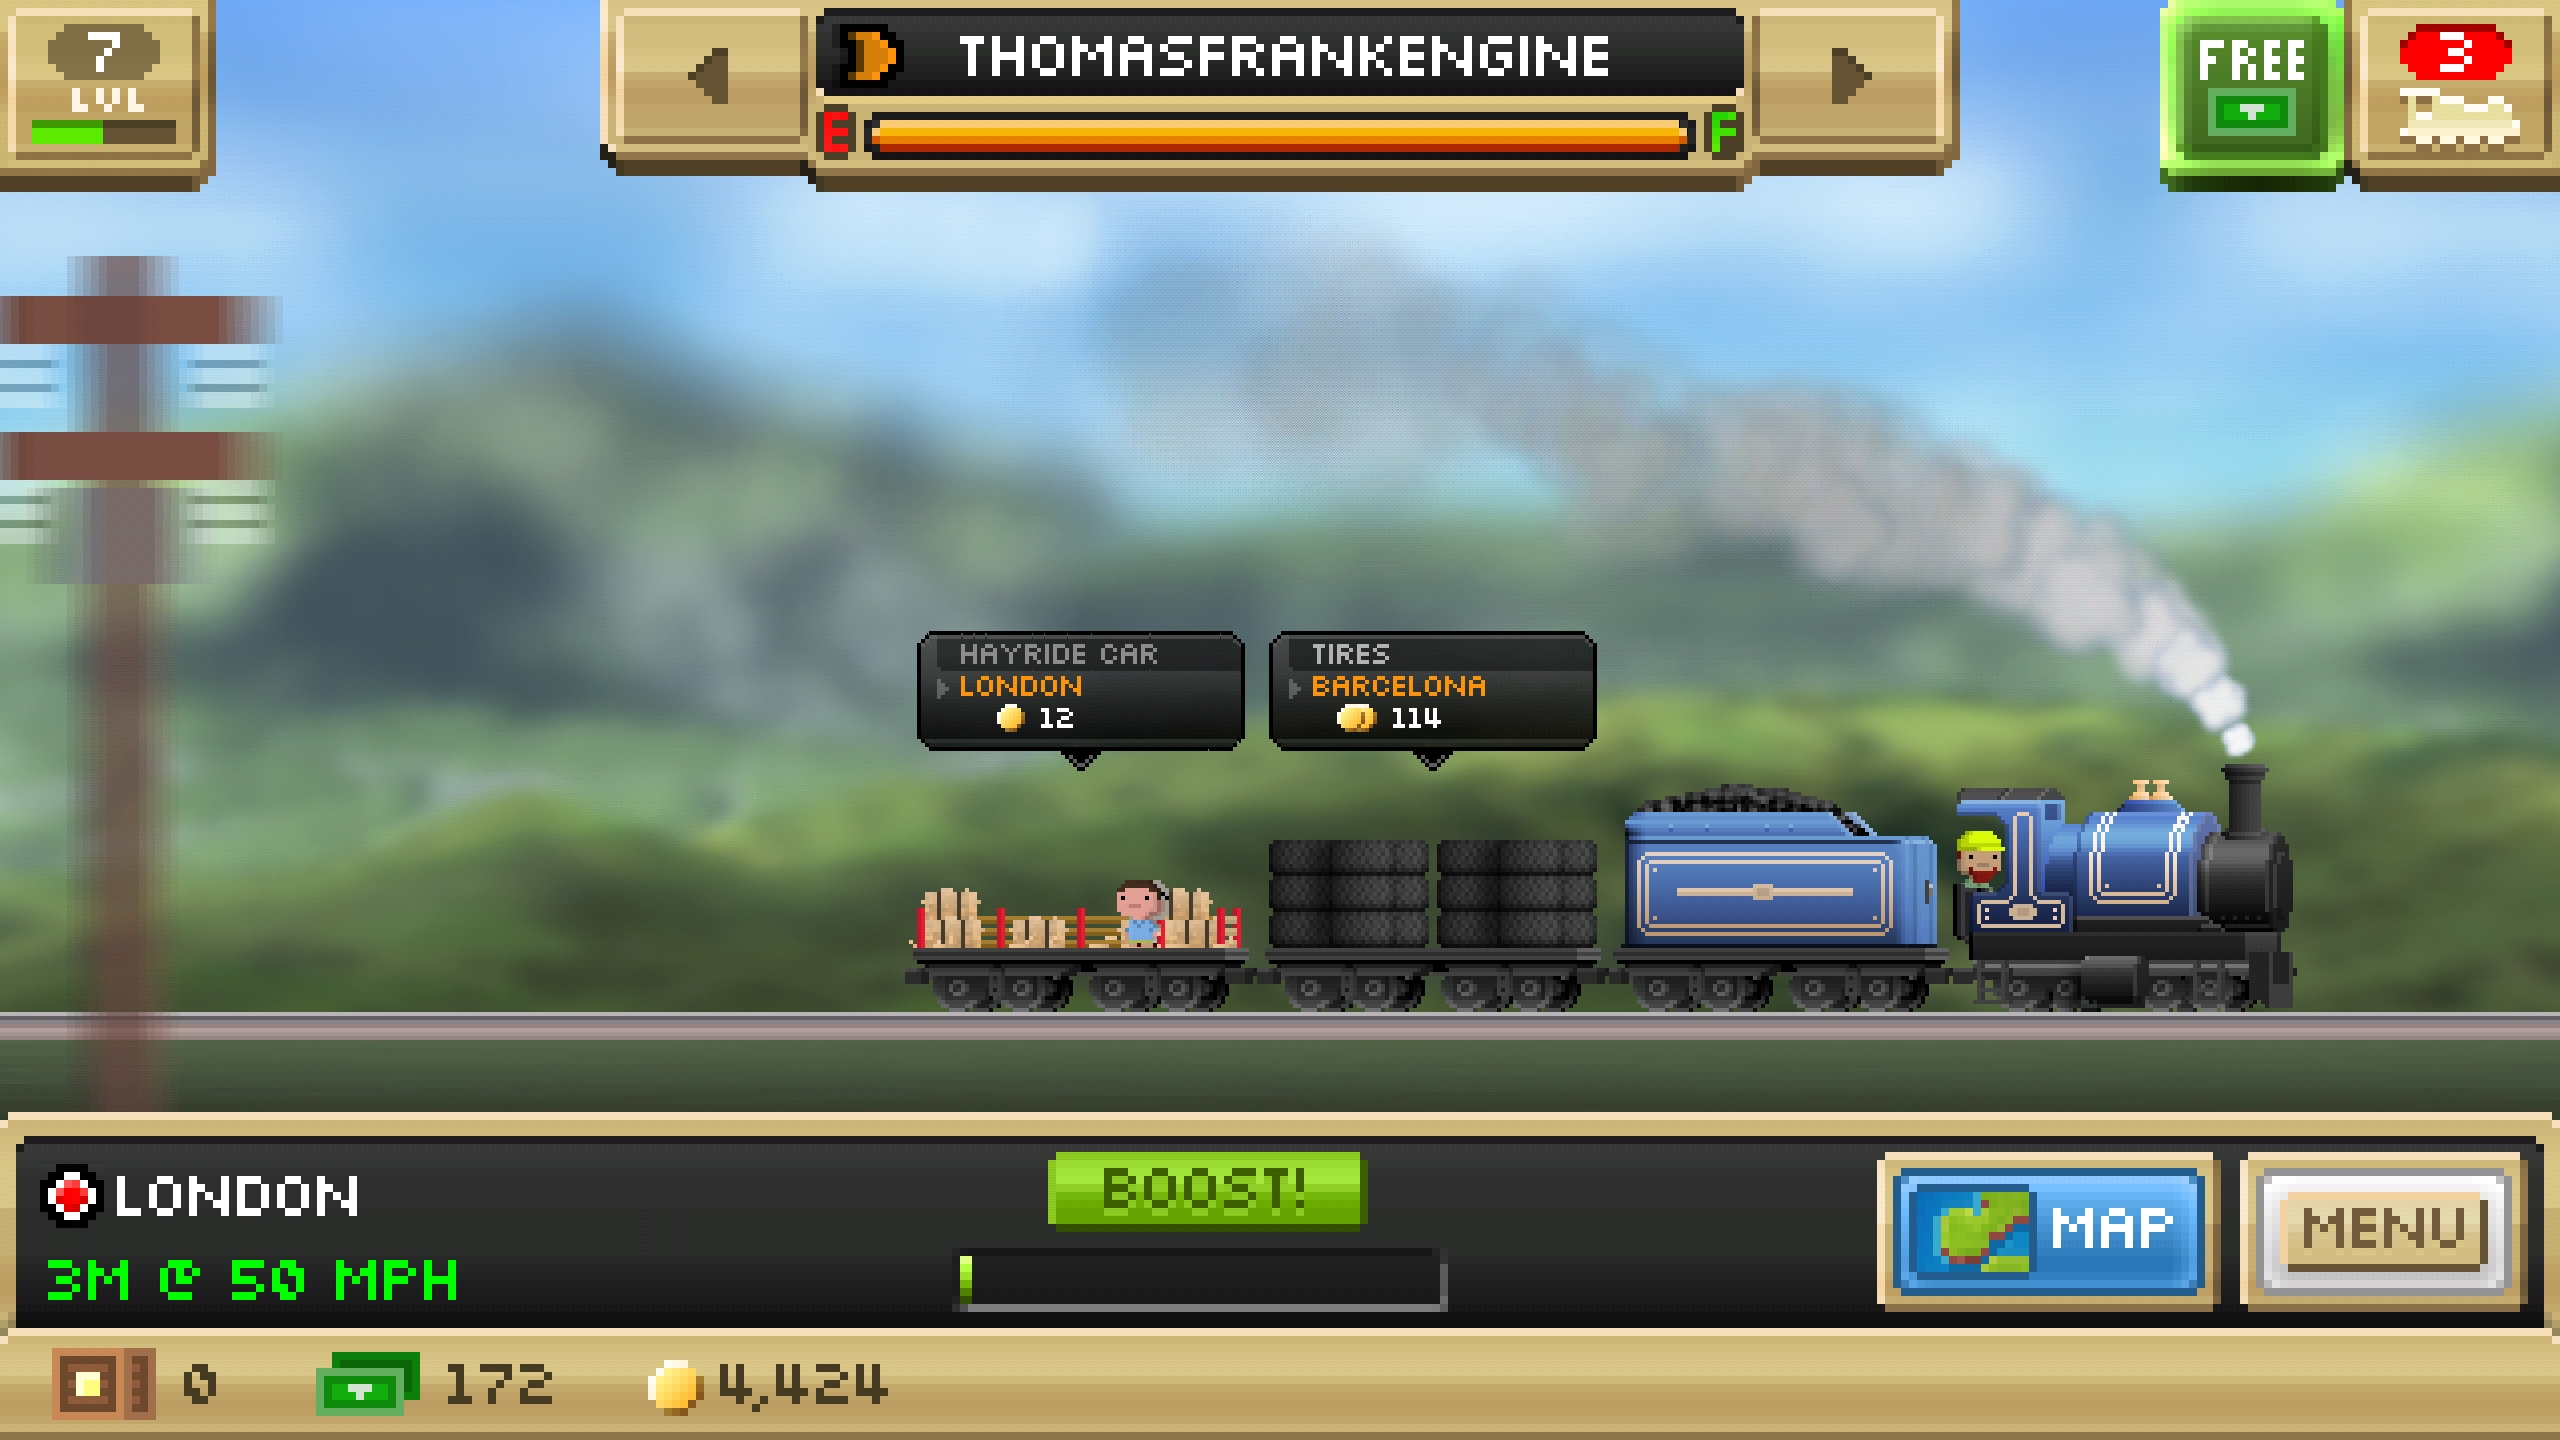 7
LVL
THOMASFRANKENGINE
E F
FREE
3
HAYRIDE CAR
LONDON
12
TIRES
BARCELONA
114
LONDON
3M @ 50 MPH
BOOST!
MAP
MENU
0
172
4,424